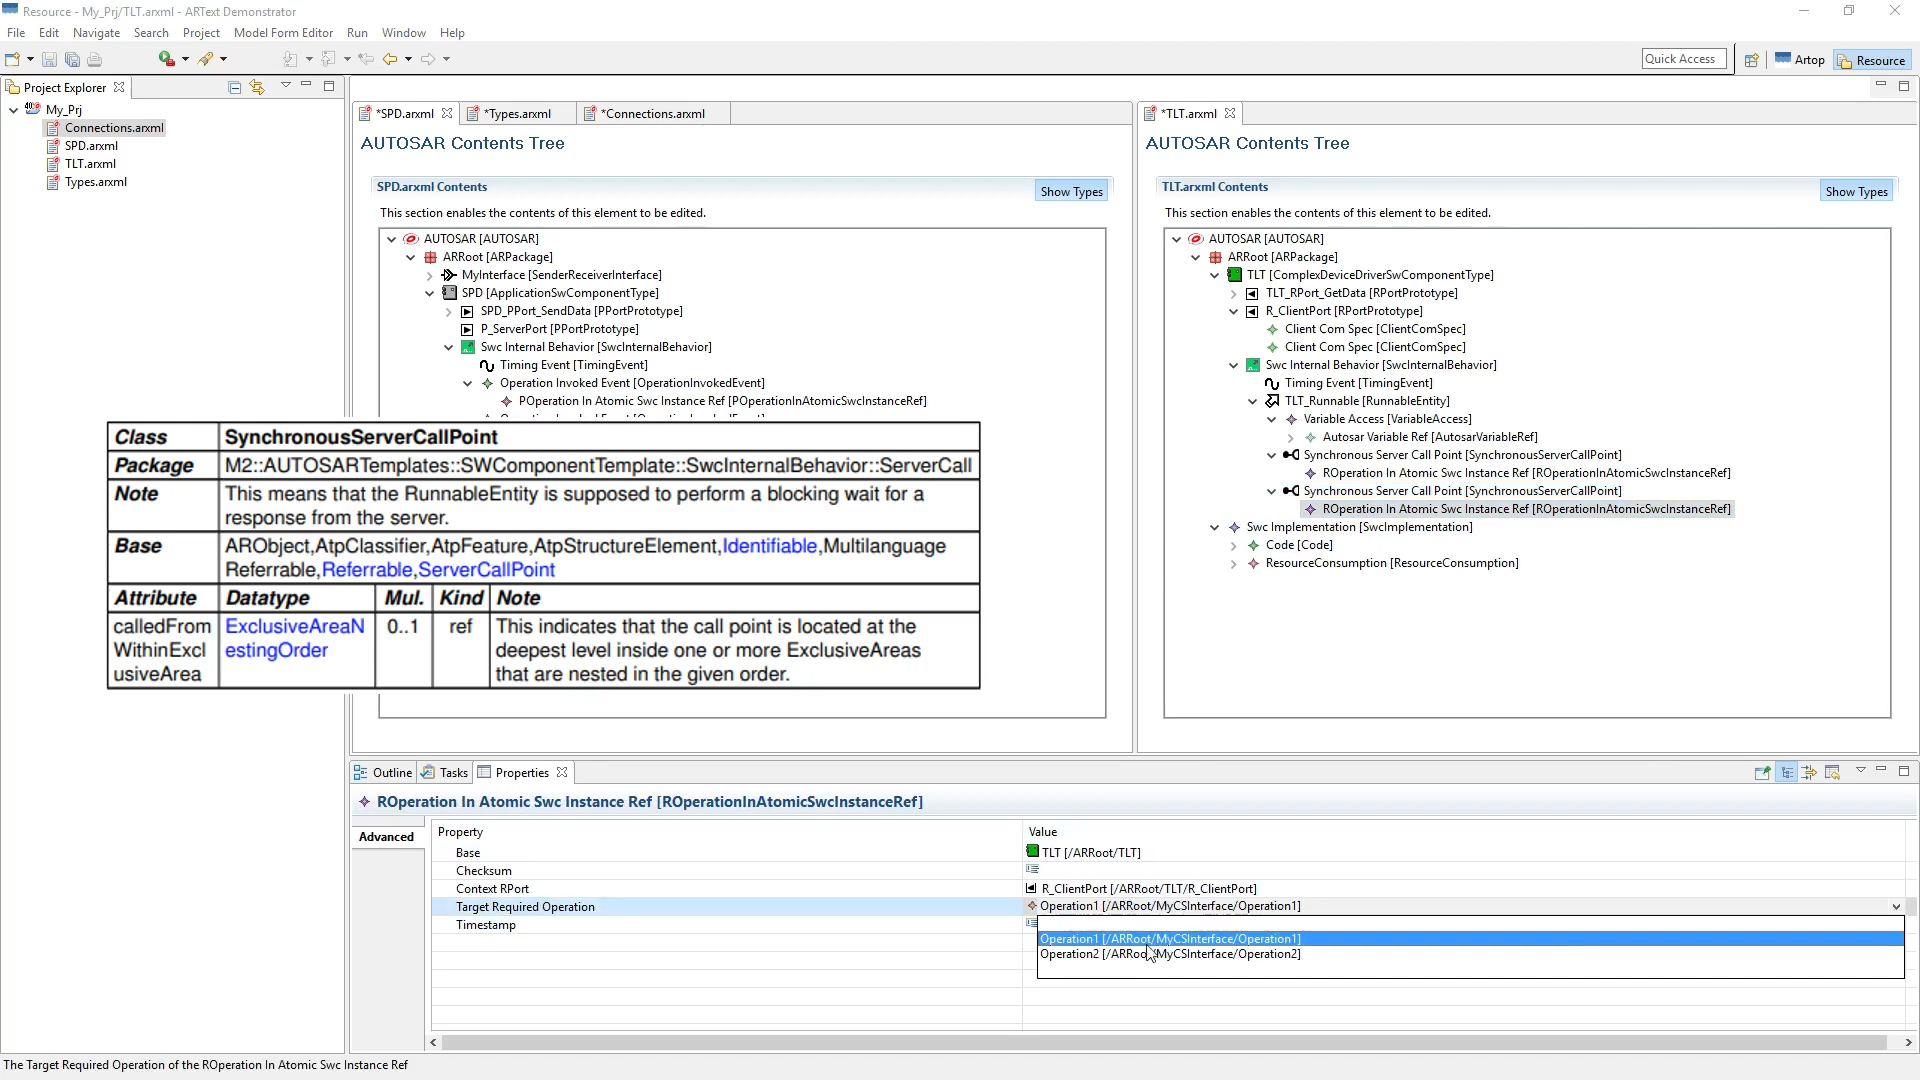 Resource - My_Prj/TLT.arxml - ARText Demonstrator
File Edit Navigate Search Project Model Form Editor Run Window Help
Quick Access
Artop
Resource
Project Explorer
My_Prj
Connections.arxml
SPD.arxml
TLT.arxml
Types.arxml
*SPD.arxml
*Types.arxml
*Connections.arxml
AUTOSAR Contents Tree
SPD.arxml Contents
Show Types
This section enables the contents of this element to be edited.
AUTOSAR [AUTOSAR]
ARRoot [ARPackage]
MyInterface [SenderReceiverInterface]
SPD [ApplicationSwComponentType]
SPD_PPort_SendData [PPortPrototype]
P_ServerPort [PPortPrototype]
Swc Internal Behavior [SwcInternalBehavior]
Timing Event [TimingEvent]
Operation Invoked Event [OperationInvokedEvent]
POperation In Atomic Swc Instance Ref [POperationInAtomicSwcInstanceRef]
Class SynchronousServerCallPoint
Package M2::AUTOSARTemplates::SWComponentTemplate::SwcInternalBehavior::ServerCall
Note This means that the RunnableEntity is supposed to perform a blocking wait for a
response from the server.
Base ARObject,AtpClassifier,AtpFeature,AtpStructureElement,Identifiable,Multilanguage
Referrable,Referrable,ServerCallPoint
Attribute Datatype Mul. Kind Note
calledFrom ExclusiveAreaN 0..1 ref This indicates that the call point is located at the
WithinExcl estingOrder deepest level inside one or more ExclusiveAreas
usiveArea that are nested in the given order.
*TLT.arxml
AUTOSAR Contents Tree
TLT.arxml Contents
Show Types
This section enables the contents of this element to be edited.
AUTOSAR [AUTOSAR]
ARRoot [ARPackage]
TLT [ComplexDeviceDriverSwComponentType]
TLT_RPort_GetData [RPortPrototype]
R_ClientPort [RPortPrototype]
Client Com Spec [ClientComSpec]
Client Com Spec [ClientComSpec]
Swc Internal Behavior [SwcInternalBehavior]
Timing Event [TimingEvent]
TLT_Runnable [RunnableEntity]
Variable Access [VariableAccess]
Autosar Variable Ref [AutosarVariableRef]
Synchronous Server Call Point [SynchronousServerCallPoint]
ROperation In Atomic Swc Instance Ref [ROperationInAtomicSwcInstanceRef]
Synchronous Server Call Point [SynchronousServerCallPoint]
ROperation In Atomic Swc Instance Ref [ROperationInAtomicSwcInstanceRef]
Swc Implementation [SwcImplementation]
Code [Code]
ResourceConsumption [ResourceConsumption]
Outline
Tasks
Properties
ROperation In Atomic Swc Instance Ref [ROperationInAtomicSwcInstanceRef]
Advanced
Property Value
Base TLT [/ARRoot/TLT]
Checksum
Context RPort R_ClientPort [/ARRoot/TLT/R_ClientPort]
Target Required Operation Operation1 [/ARRoot/MyCSInterface/Operation1]
Timestamp
Operation1 [/ARRoot/MyCSInterface/Operation1]
Operation2 [/ARRoot/MyCSInterface/Operation2]
The Target Required Operation of the ROperation In Atomic Swc Instance Ref